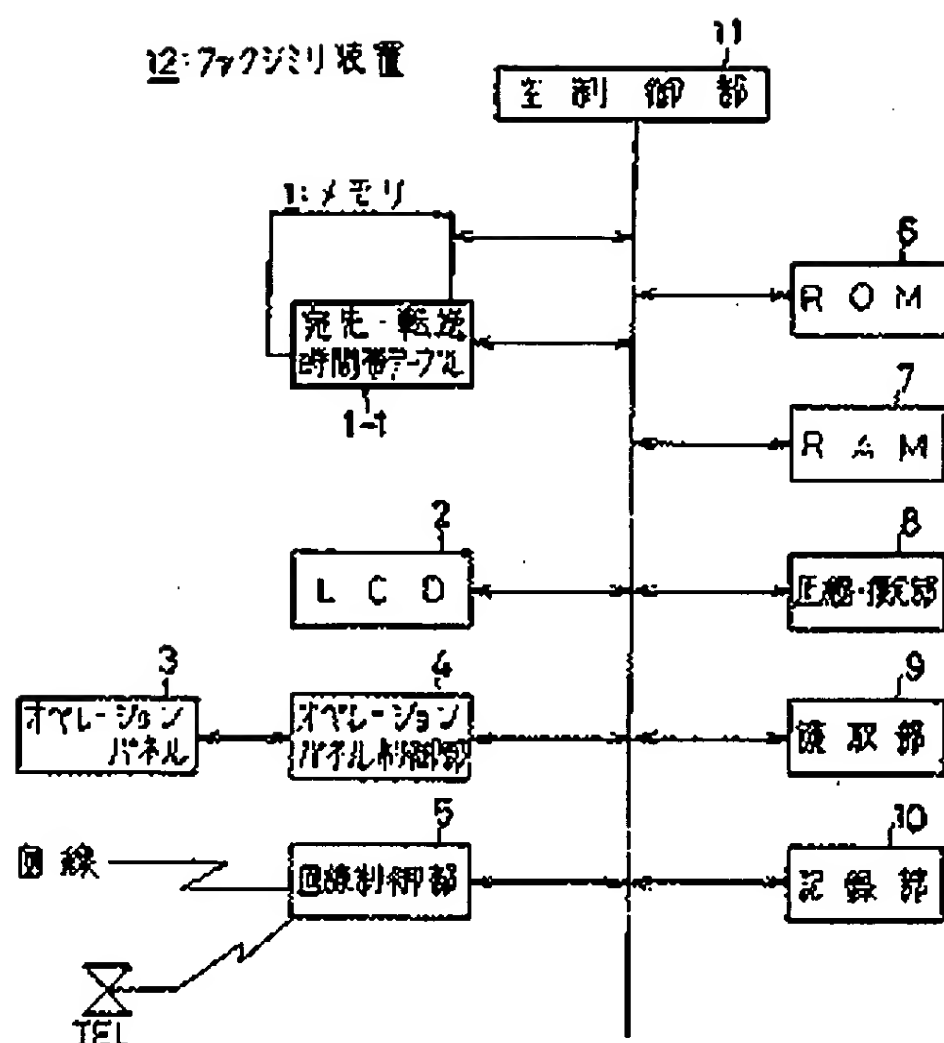 12:ファクシミリ装置
11
主制御部
1:メモリ
宛先・転送
時間帯テーブル
1-1
6
ROM
7
RAM
2
LCD
8
圧縮・復元部
3
オペレーション
パネル
4
オペレーション
パネル制御部
9
読取部
回線
5
回線制御部
10
記録部
TEL